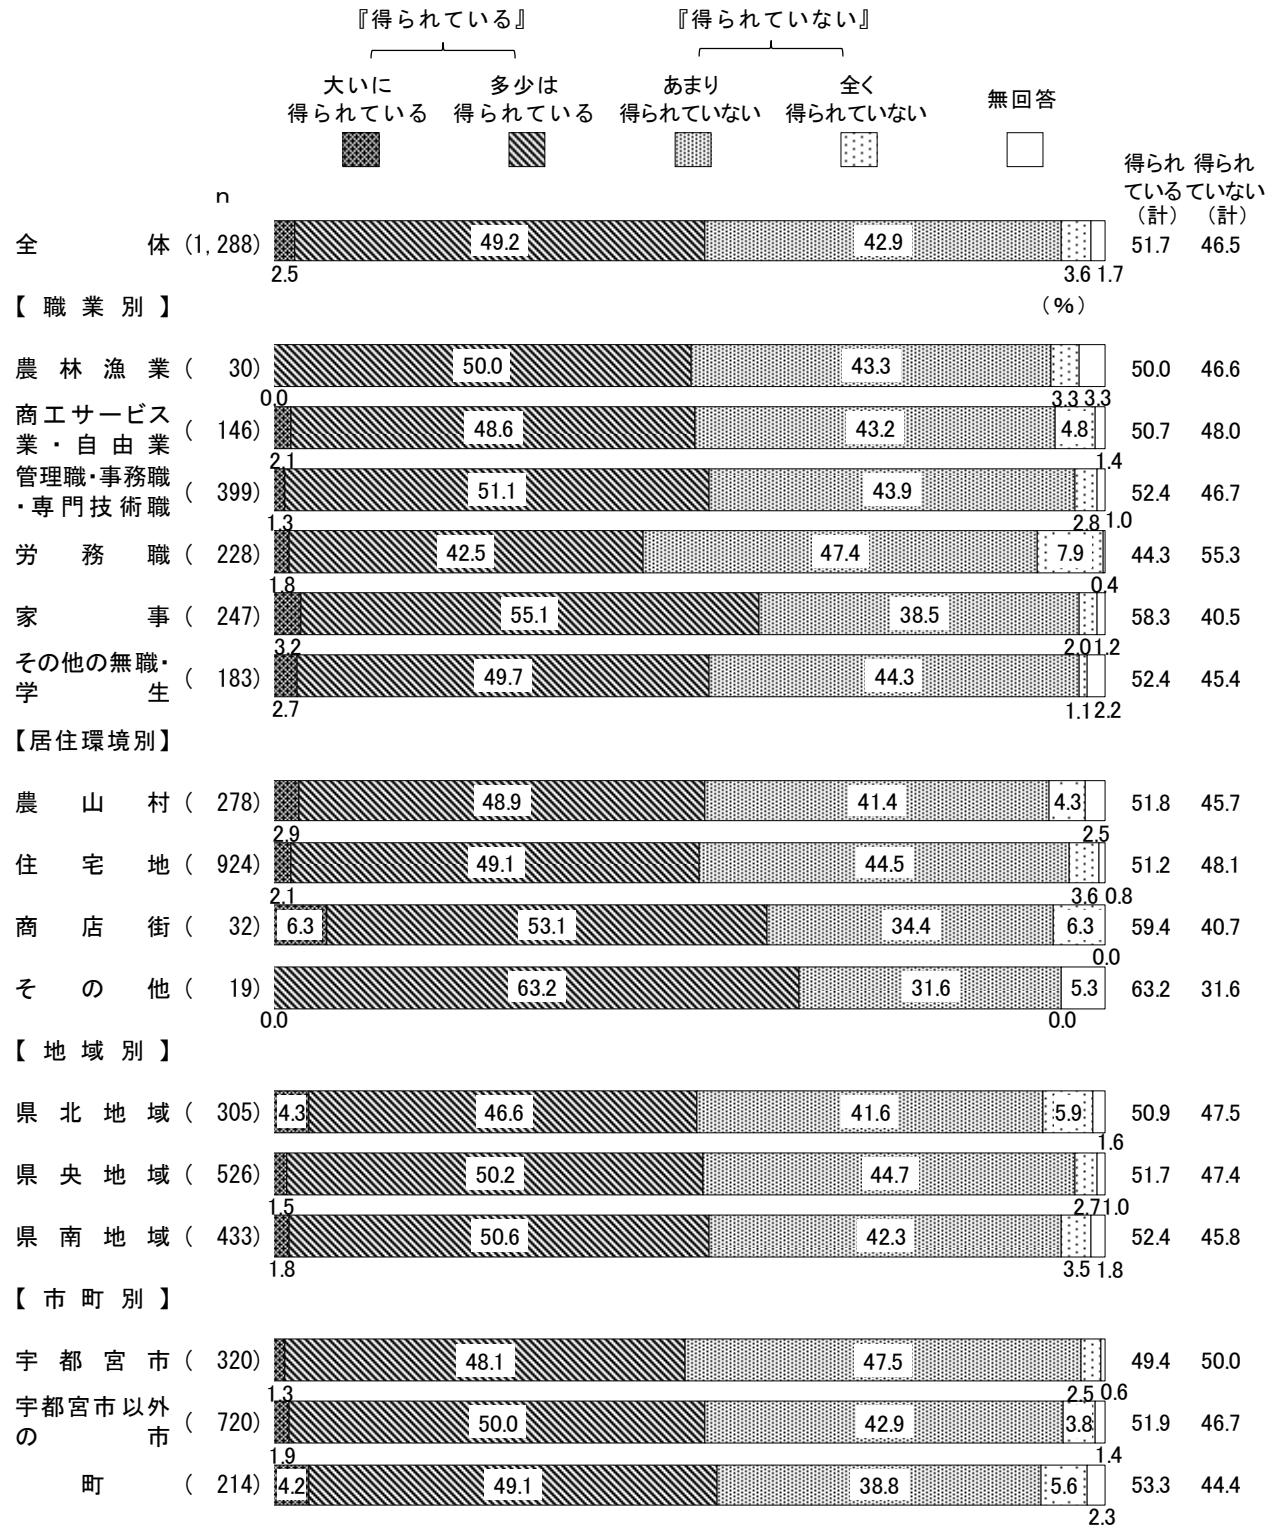 『得られている』 『得られていない』
大いに 多少は あまり 全く 無回答
得られている 得られている 得られていない 得られていない
得られ 得られ
ている ていない
n （計） （計）
全体 (1,288) 49.2 42.9 51.7 46.5
2.5 3.6 1.7
【職業別】 （%）
農林漁業 ( 30) 50.0 43.3 50.0 46.6
0.0 3.3 3.3
商工サービス
業・自由業 ( 146) 48.6 43.2 4.8 50.7 48.0
2.1 1.4
管理職・事務職
・専門技術職 ( 399) 51.1 43.9 52.4 46.7
1.3 2.8 1.0
労務職 ( 228) 42.5 47.4 7.9 44.3 55.3
1.8 0.4
家事 ( 247) 55.1 38.5 58.3 40.5
3.2 2.0 1.2
その他の無職・
学生 ( 183) 49.7 44.3 52.4 45.4
2.7 1.1 2.2
【居住環境別】
農山村 ( 278) 48.9 41.4 4.3 51.8 45.7
2.9 2.5
住宅地 ( 924) 49.1 44.5 51.2 48.1
2.1 3.6 0.8
商店街 ( 32) 6.3 53.1 34.4 6.3 59.4 40.7
0.0
その他 ( 19) 63.2 31.6 5.3 63.2 31.6
0.0 0.0
【地域別】
県北地域 ( 305) 4.3 46.6 41.6 5.9 50.9 47.5
1.6
県央地域 ( 526) 50.2 44.7 51.7 47.4
1.5 2.7 1.0
県南地域 ( 433) 50.6 42.3 52.4 45.8
1.8 3.5 1.8
【市町別】
宇都宮市 ( 320) 48.1 47.5 49.4 50.0
1.3 2.5 0.6
宇都宮市以外
の市 ( 720) 50.0 42.9 3.8 51.9 46.7
1.9 1.4
町 ( 214) 4.2 49.1 38.8 5.6 53.3 44.4
2.3